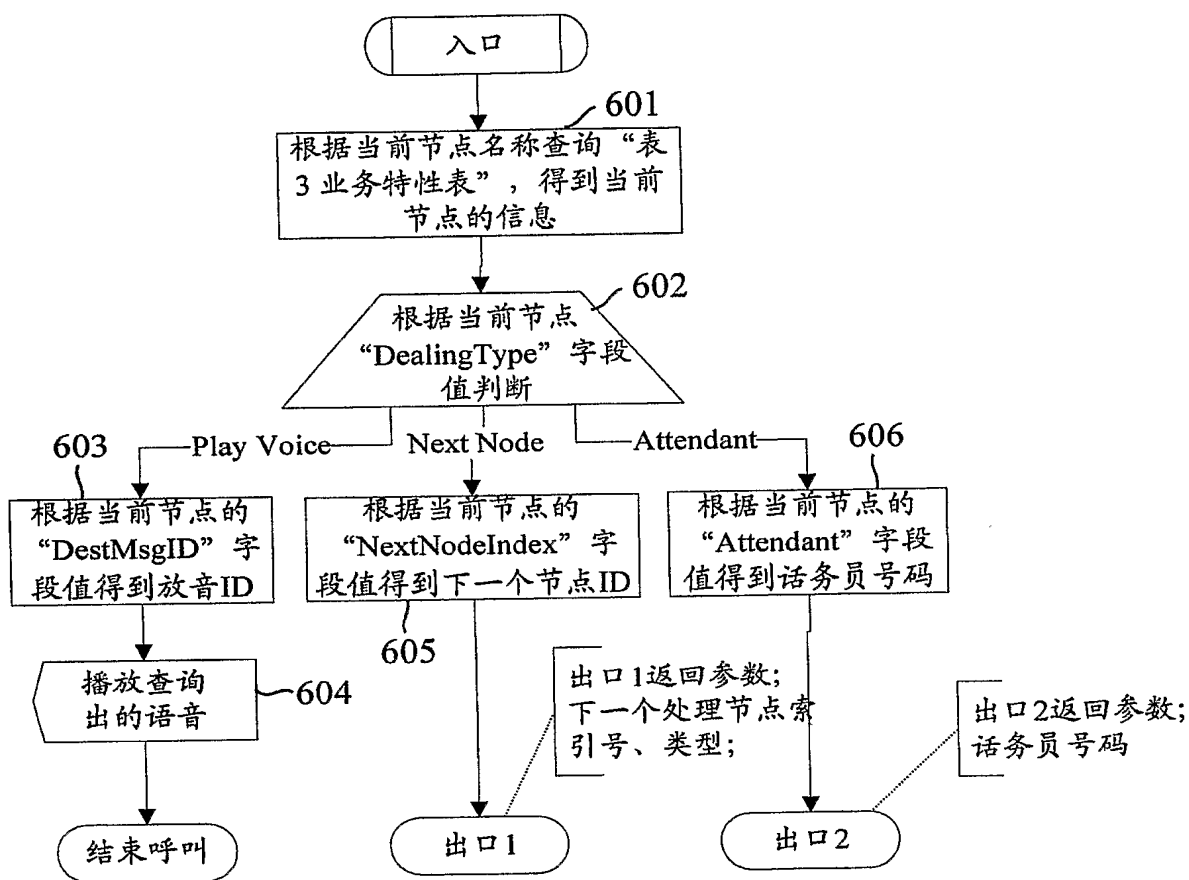 入口
601
根据当前节点名称查询“表
3业务特性表”，得到当前
节点的信息
602
根据当前节点
“DealingType”字段
值判断
Play Voice
Next Node
Attendant
603
根据当前节点的
“DestMsgID”字
段值得到放音ID
根据当前节点的
“NextNodeIndex”字
段值得到下一个节点ID
605
606
根据当前节点的
“Attendant”字段
值得到话务员号码
播放查询
出的语音
604
出口1返回参数;
下一个处理节点索
引号、类型;
出口2返回参数;
话务员号码
结束呼叫
出口1
出口2